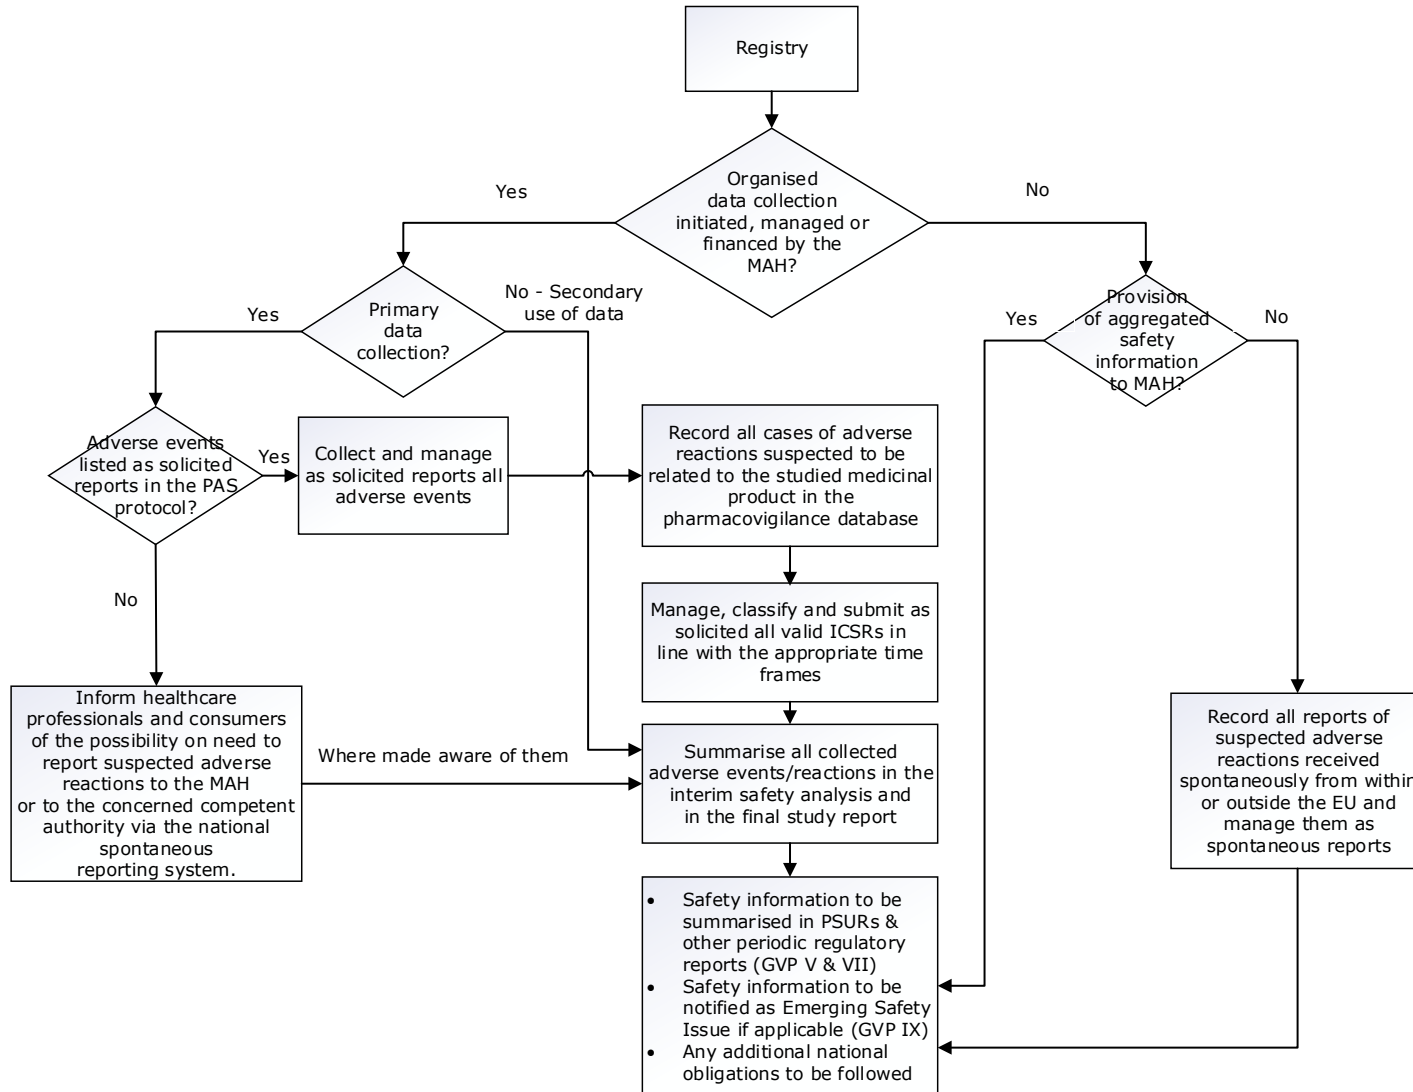 Registry
Organised
data collection
initiated, managed or
financed by the
MAH?
Yes
No
Primary
data
collection?
No - Secondary
use of data
Yes
Provision
of aggregated
safety
information
to MAH?
Yes
No
Adverse events
listed as solicited
reports in the PAS
protocol?
Yes
Collect and manage
as solicited reports all
adverse events
Record all cases of adverse
reactions suspected to be
related to the studied medicinal
product in the
pharmacovigilance database
No
Manage, classify and submit as
solicited all valid ICSRs in
line with the appropriate time
frames
Inform healthcare
professionals and consumers
of the possibility on need to
report suspected adverse
reactions to the MAH
or to the concerned competent
authority via the national
spontaneous
reporting system.
Where made aware of them
Summarise all collected
adverse events/reactions in the
interim safety analysis and
in the final study report
Record all reports of
suspected adverse
reactions received
spontaneously from within
or outside the EU and
manage them as
spontaneous reports
• Safety information to be
summarised in PSURs &
other periodic regulatory
reports (GVP V & VII)
• Safety information to be
notified as Emerging Safety
Issue if applicable (GVP IX)
• Any additional national
obligations to be followed